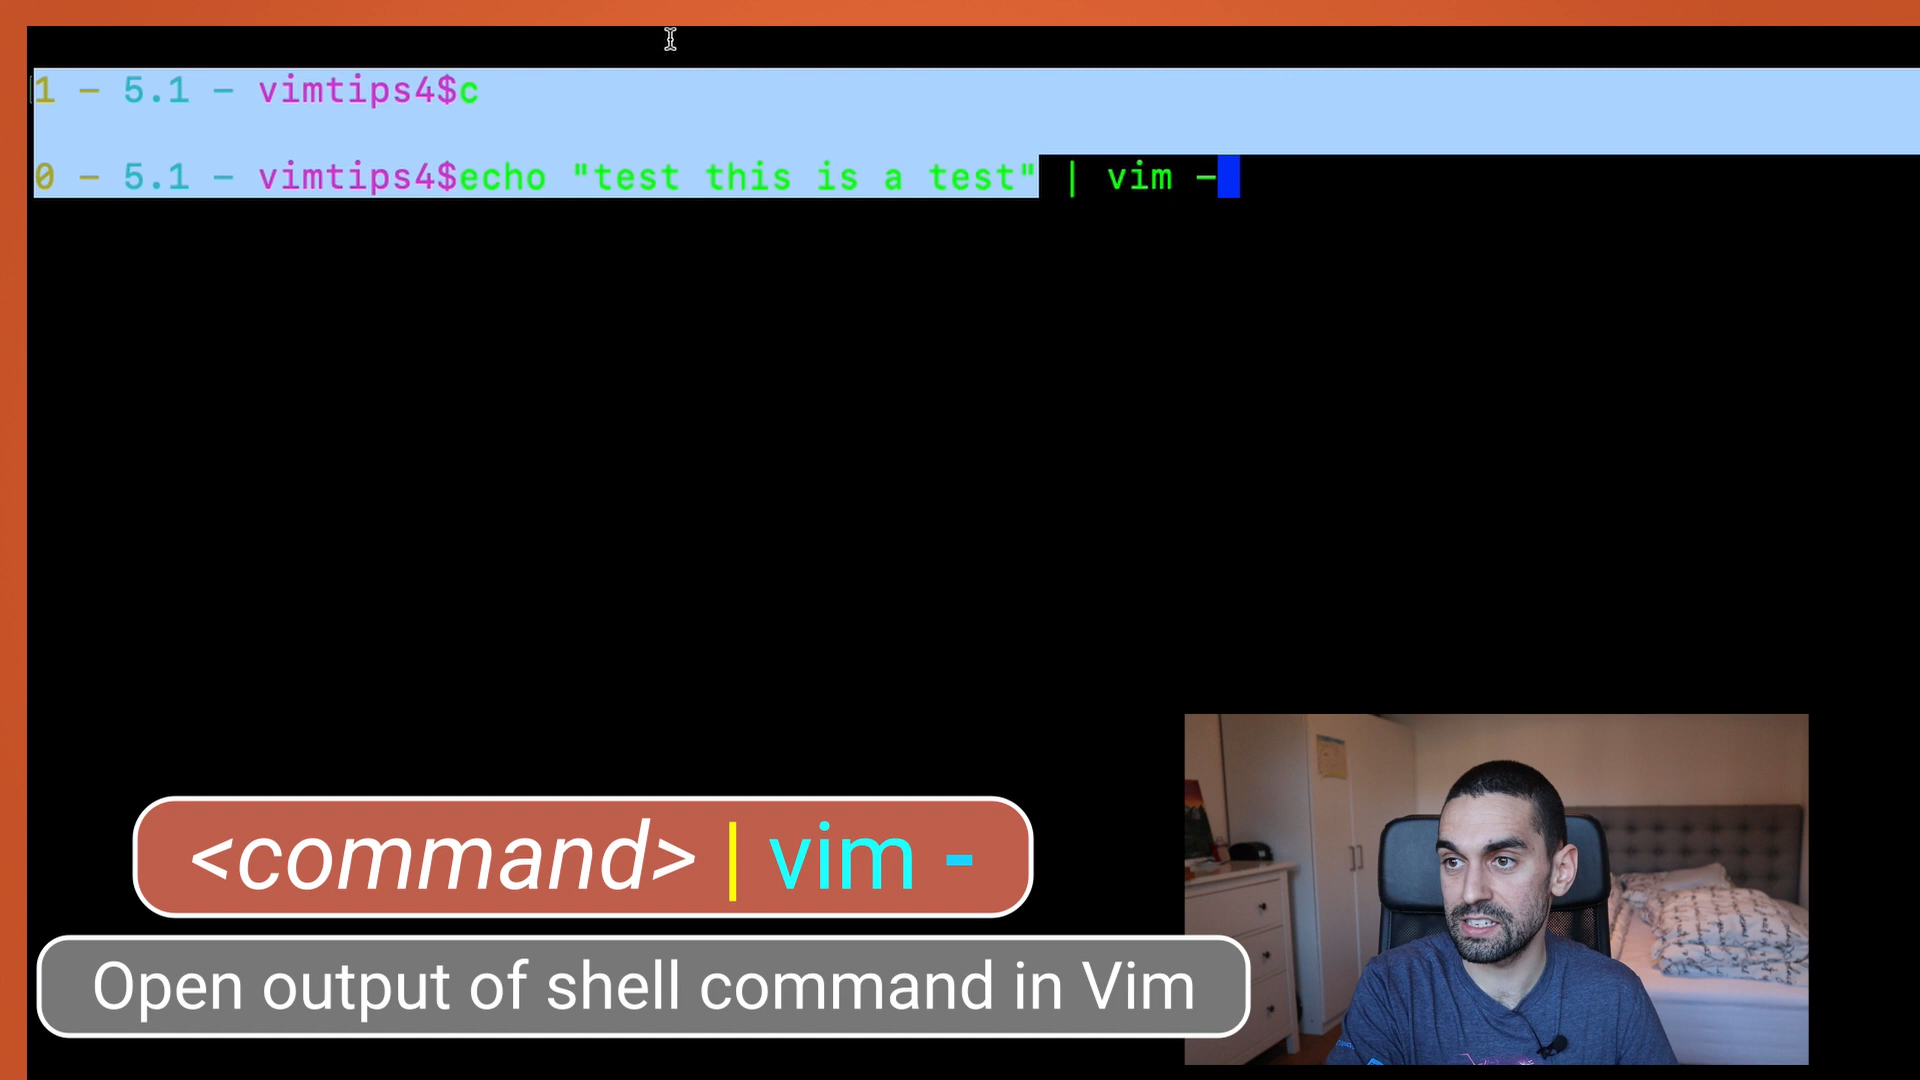 1 - 5.1 - vimtips4$c
0 - 5.1 - vimtips4$echo "test this is a test" | vim -
<command> | vim -
Open output of shell command in Vim